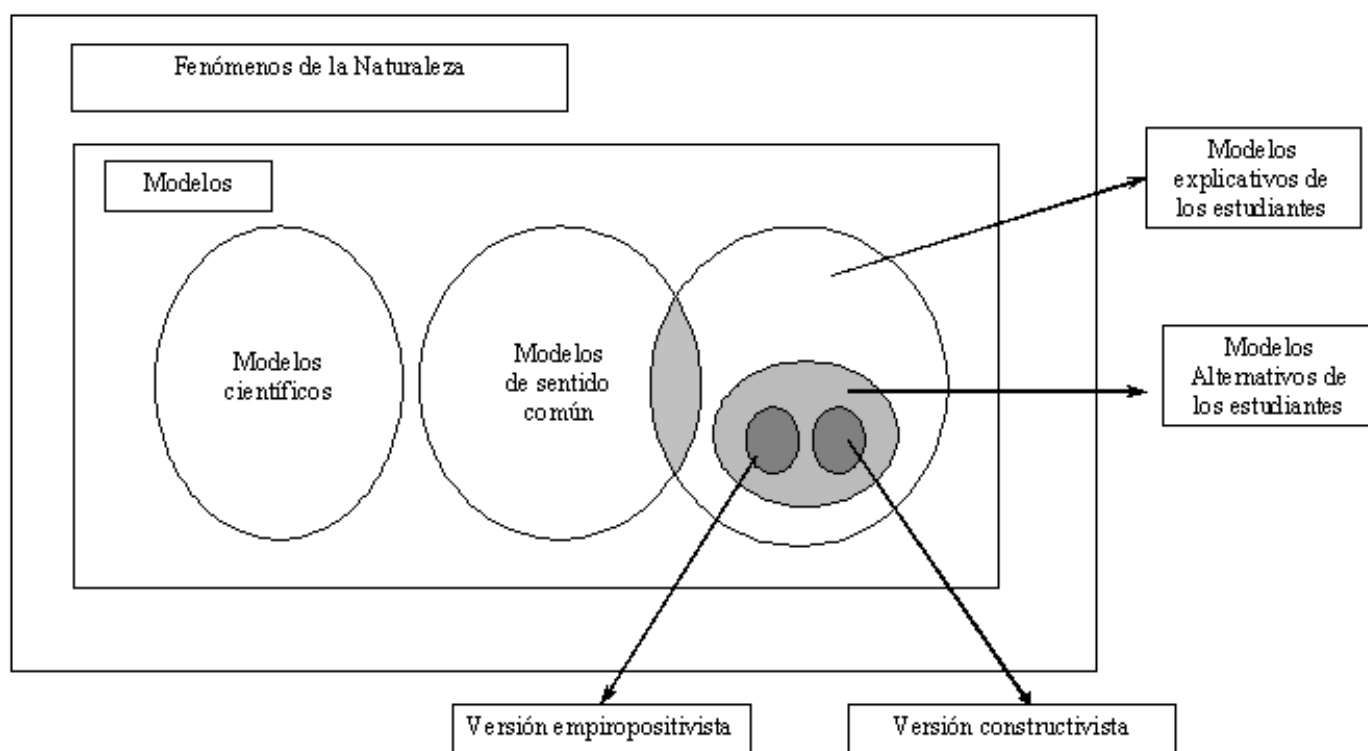 Fenómenos de la Naturaleza
Modelos
Modelos
explicativos de
los estudiantes
Modelos
científicos
Modelos
de sentido
común
Modelos
Alternativos de
los estudiantes
Versión empiropositivista
Versión constructivista